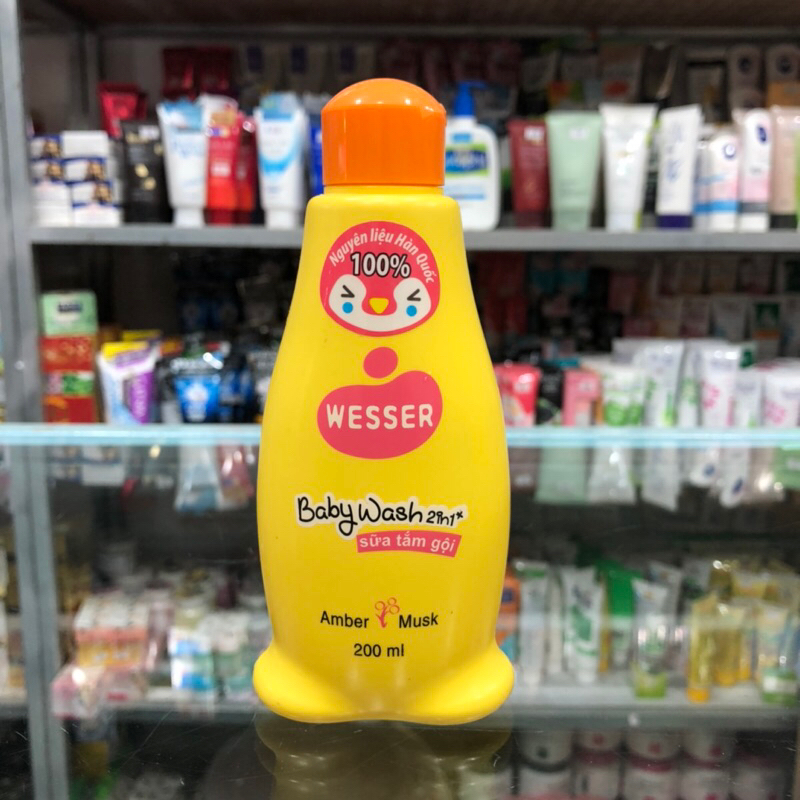 Nguyên liệu Hàn Quốc
100%
WESSER
Baby Wash 2in1*
sữa tắm gội
Amber Musk
200 ml